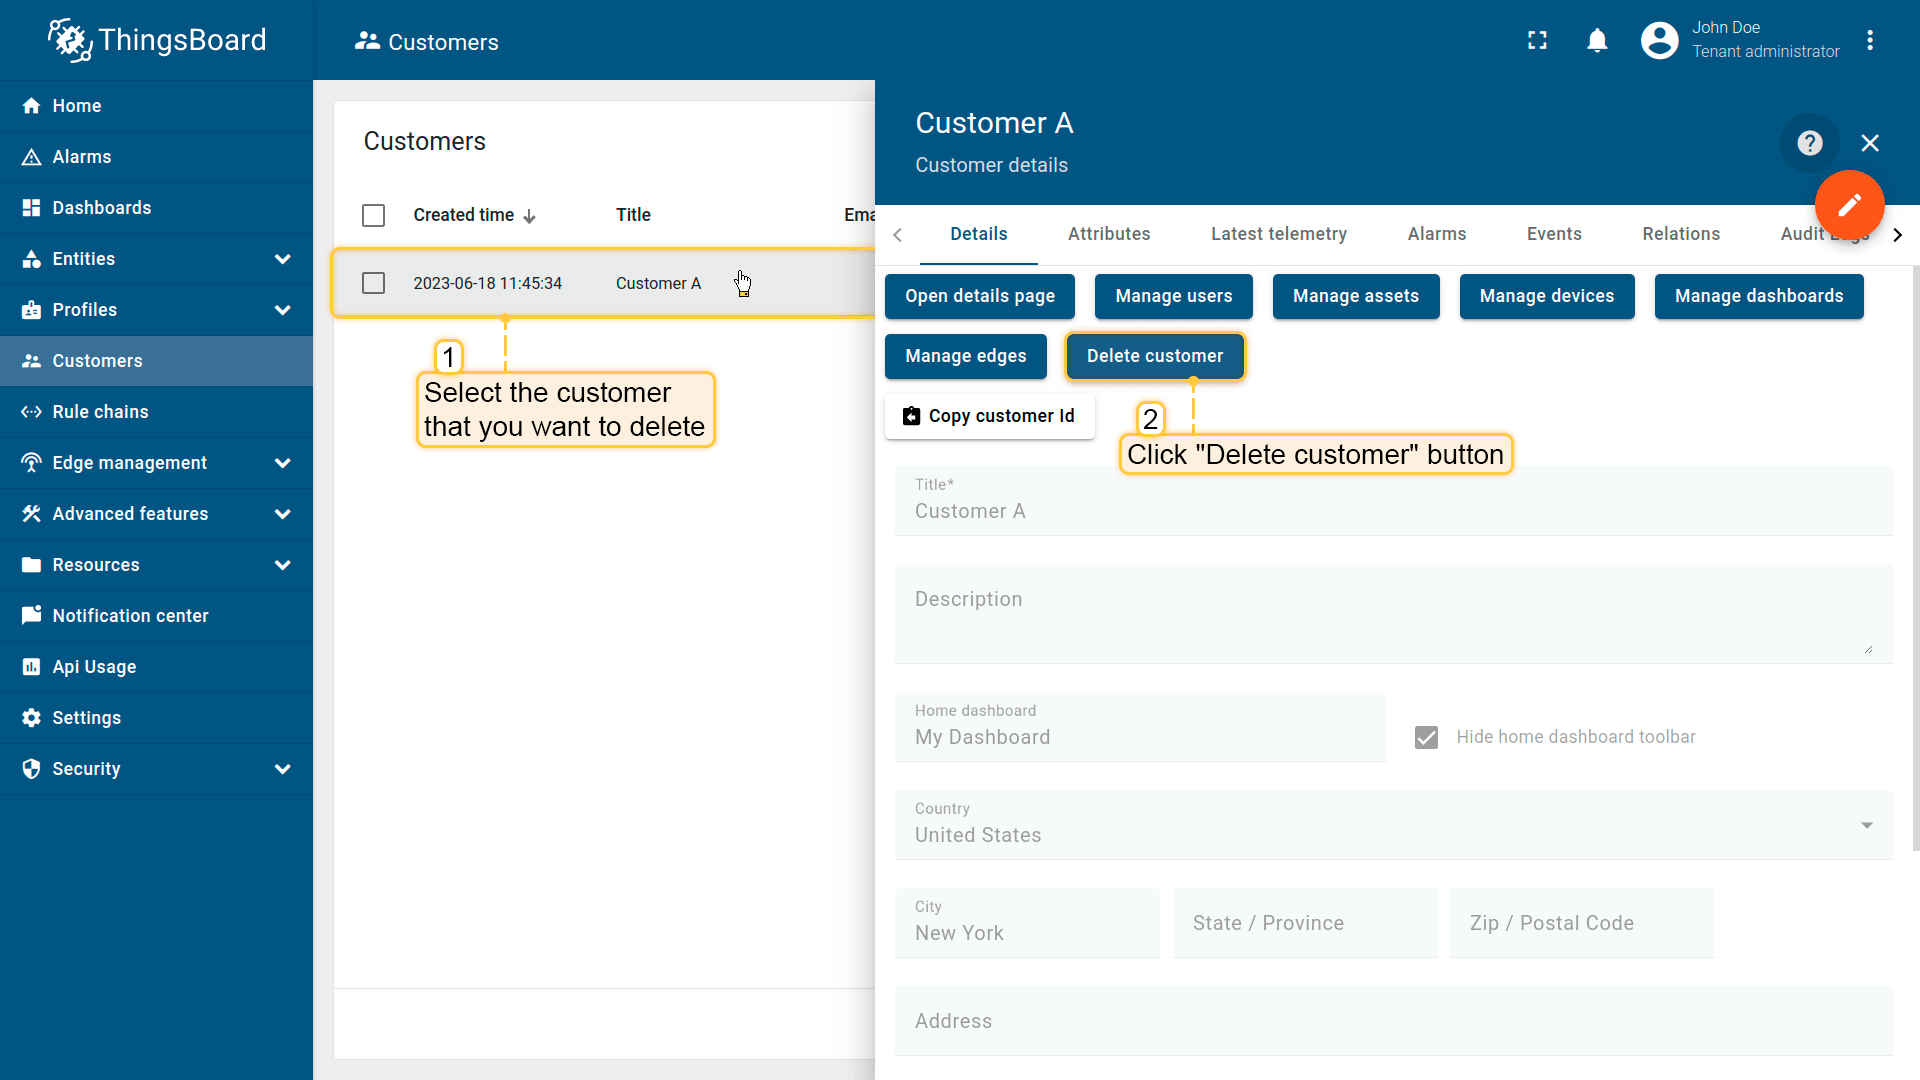 ThingsBoard
Customers
John Doe
Tenant administrator
Home
Alarms
Dashboards
Entities
Profiles
Customers
Rule chains
Edge management
Advanced features
Resources
Notification center
Api Usage
Settings
Security
Customers
Created time Title Ema
2023-06-18 11:45:34 Customer A
1
Select the customer
that you want to delete
Customer A
Customer details
Details Attributes Latest telemetry Alarms Events Relations Audit Logs
Open details page Manage users Manage assets Manage devices Manage dashboards
Manage edges Delete customer
Copy customer Id
2
Click "Delete customer" button
Title*
Customer A
Description
Home dashboard
My Dashboard
Hide home dashboard toolbar
Country
United States
City
New York
State / Province
Zip / Postal Code
Address